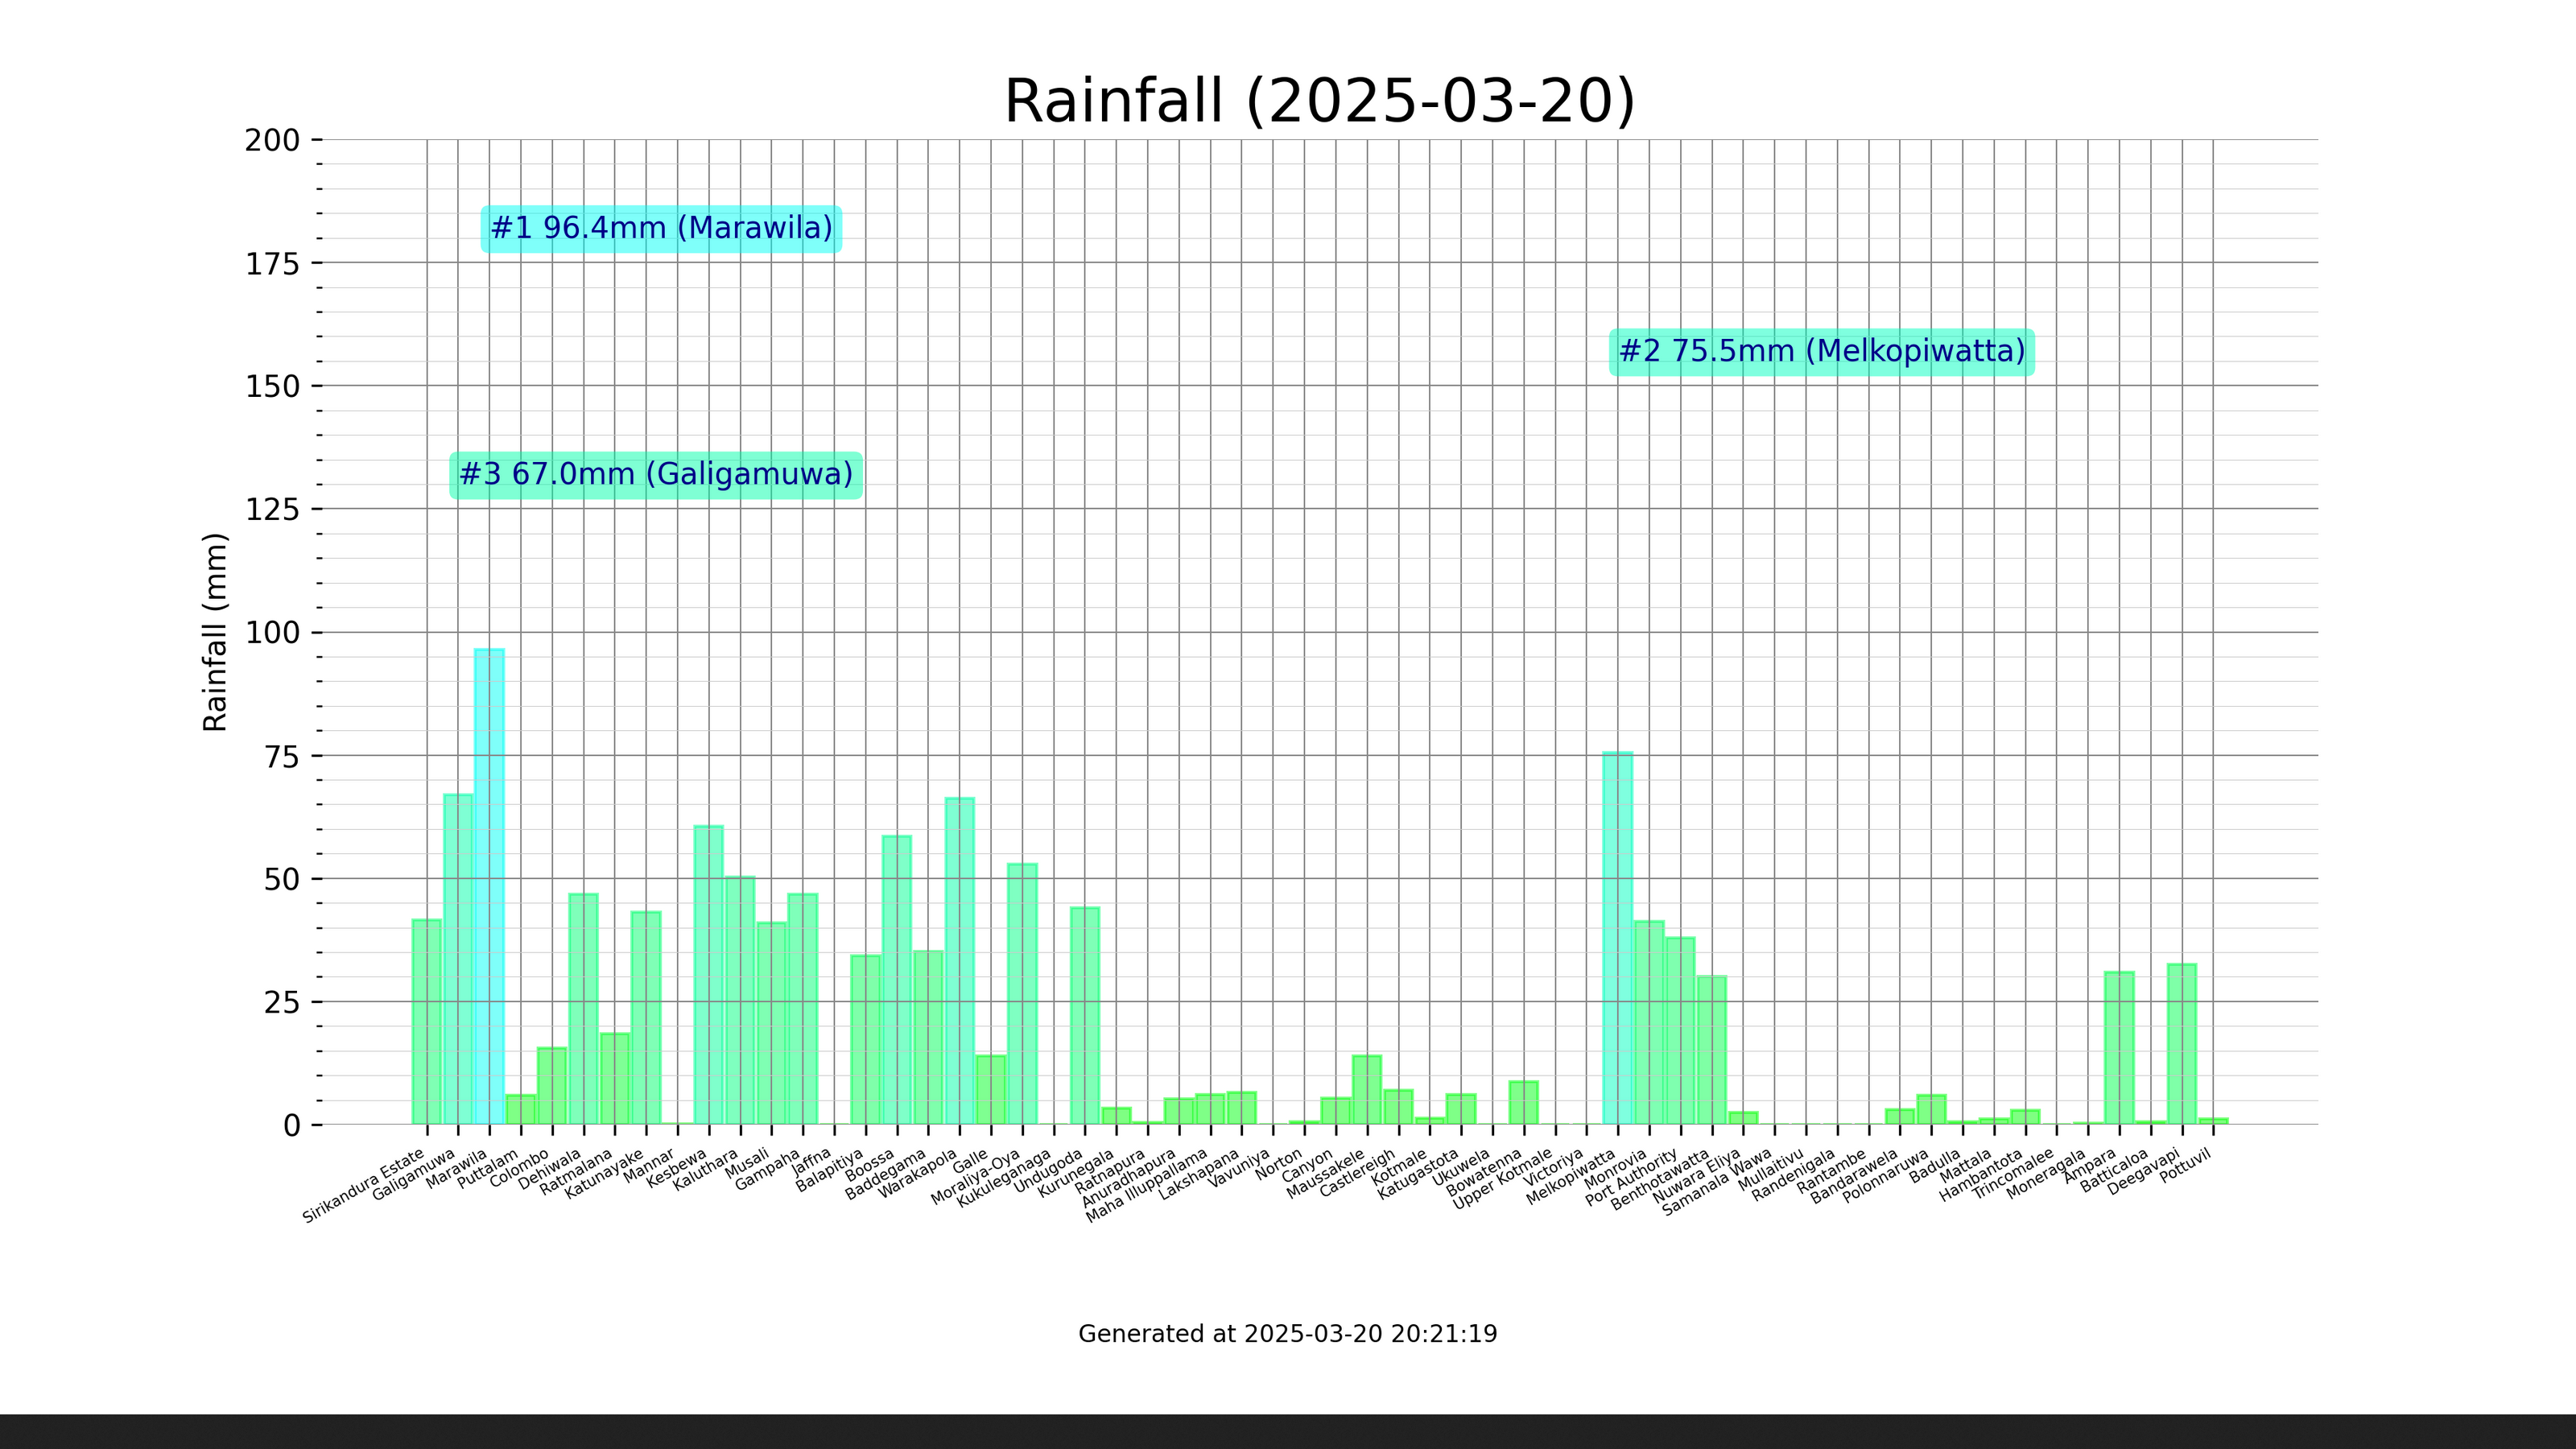 Rainfall (2025-03-20)
200
175
150
125
100
75
50
25
0
Rainfall (mm)
#1 96.4mm (Marawila)
#2 75.5mm (Melkopiwatta)
#3 67.0mm (Galigamuwa)
Sirikandura Estate
Galigamuwa
Marawila
Puttalam
Colombo
Dehiwala
Ratmalana
Katunayake
Mannar
Kesbewa
Kaluthara
Musali
Gampaha
Jaffna
Balapitiya
Boossa
Baddegama
Warakapola
Galle
Moraliya-Oya
Kukuleganaga
Undugoda
Kurunegala
Ratnapura
Anuradhapura
Maha Illuppallama
Lakshapana
Vavuniya
Norton
Canyon
Maussakele
Castlereigh
Kotmale
Katugastota
Ukuwela
Bowatenna
Upper Kotmale
Victoriya
Melkopiwatta
Monrovia
Port Authority
Benthotawatta
Nuwara Eliya
Samanala Wawa
Mullaitivu
Randenigala
Rantambe
Bandarawela
Polonnaruwa
Badulla
Mattala
Hambantota
Trincomalee
Moneragala
Ampara
Batticaloa
Deegavapi
Pottuvil
Generated at 2025-03-20 20:21:19